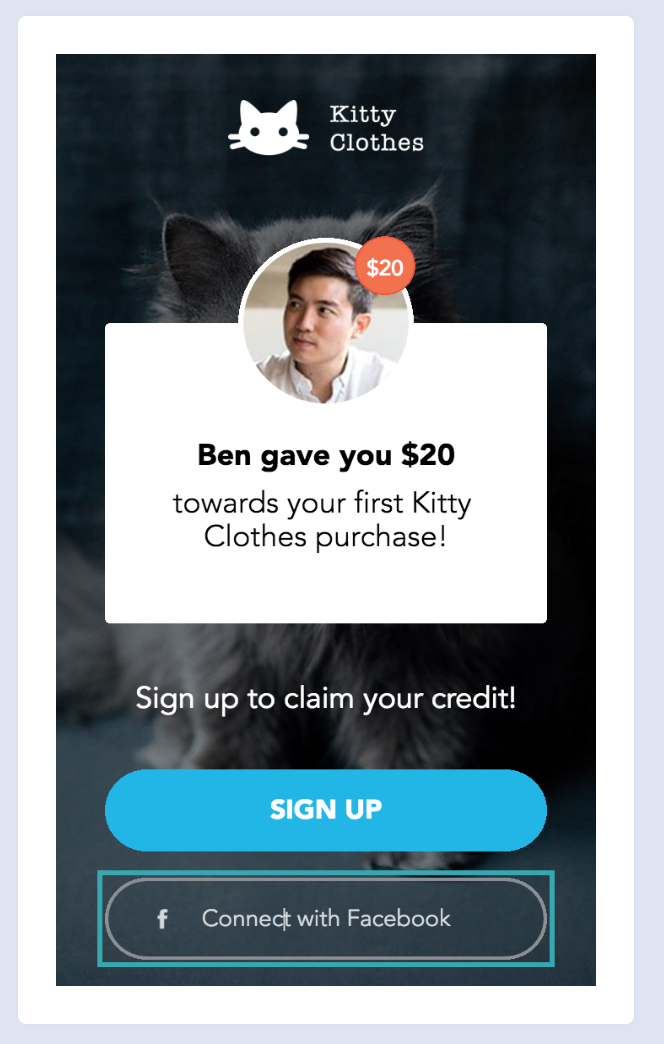 Kitty
Clothes
$20
Ben gave you $20
towards your first Kitty
Clothes purchase!
Sign up to claim your credit!
SIGN UP
f Connect with Facebook